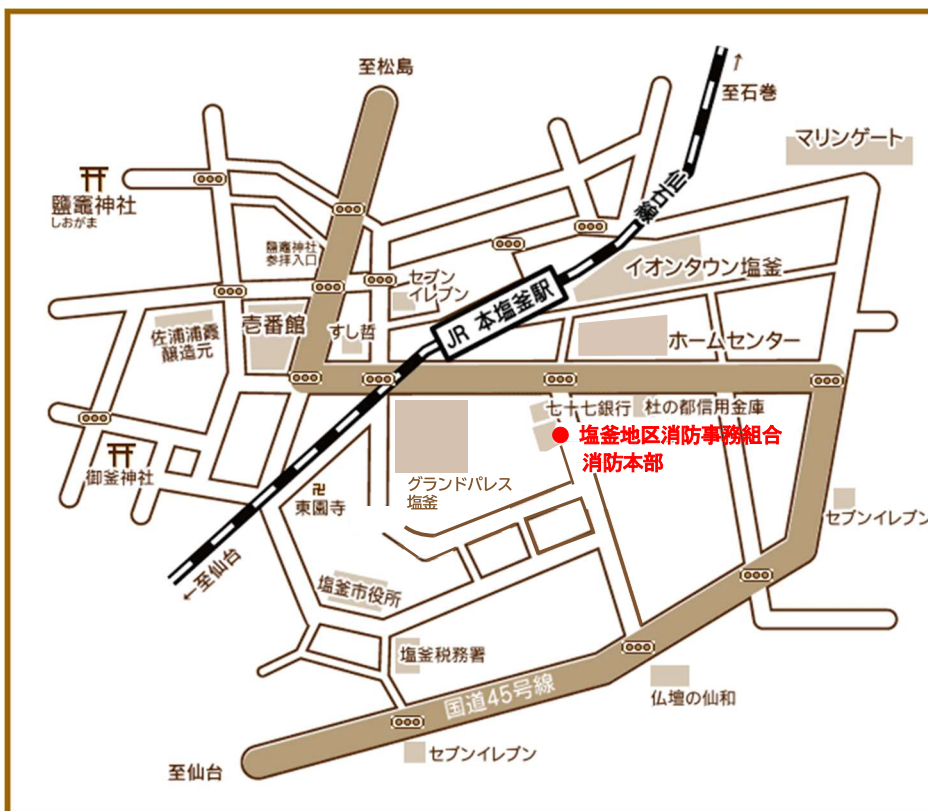 至松島
↑
至石巻
マリンゲート
仙石線
鹽竈神社
しおがま
鹽竈神社
参拝入口
セブン
イレブン
イオンタウン塩釜
JR 本塩釜駅
佐浦浦霞
醸造元
壱番館
すし哲
ホームセンター
七十七銀行
杜の都信用金庫
塩釜地区消防事務組合
消防本部
御釜神社
卍
東園寺
グランドパレス
塩釜
セブンイレブン
←至仙台
塩釜市役所
塩釜税務署
国道45号線
仏壇の仙和
セブンイレブン
至仙台